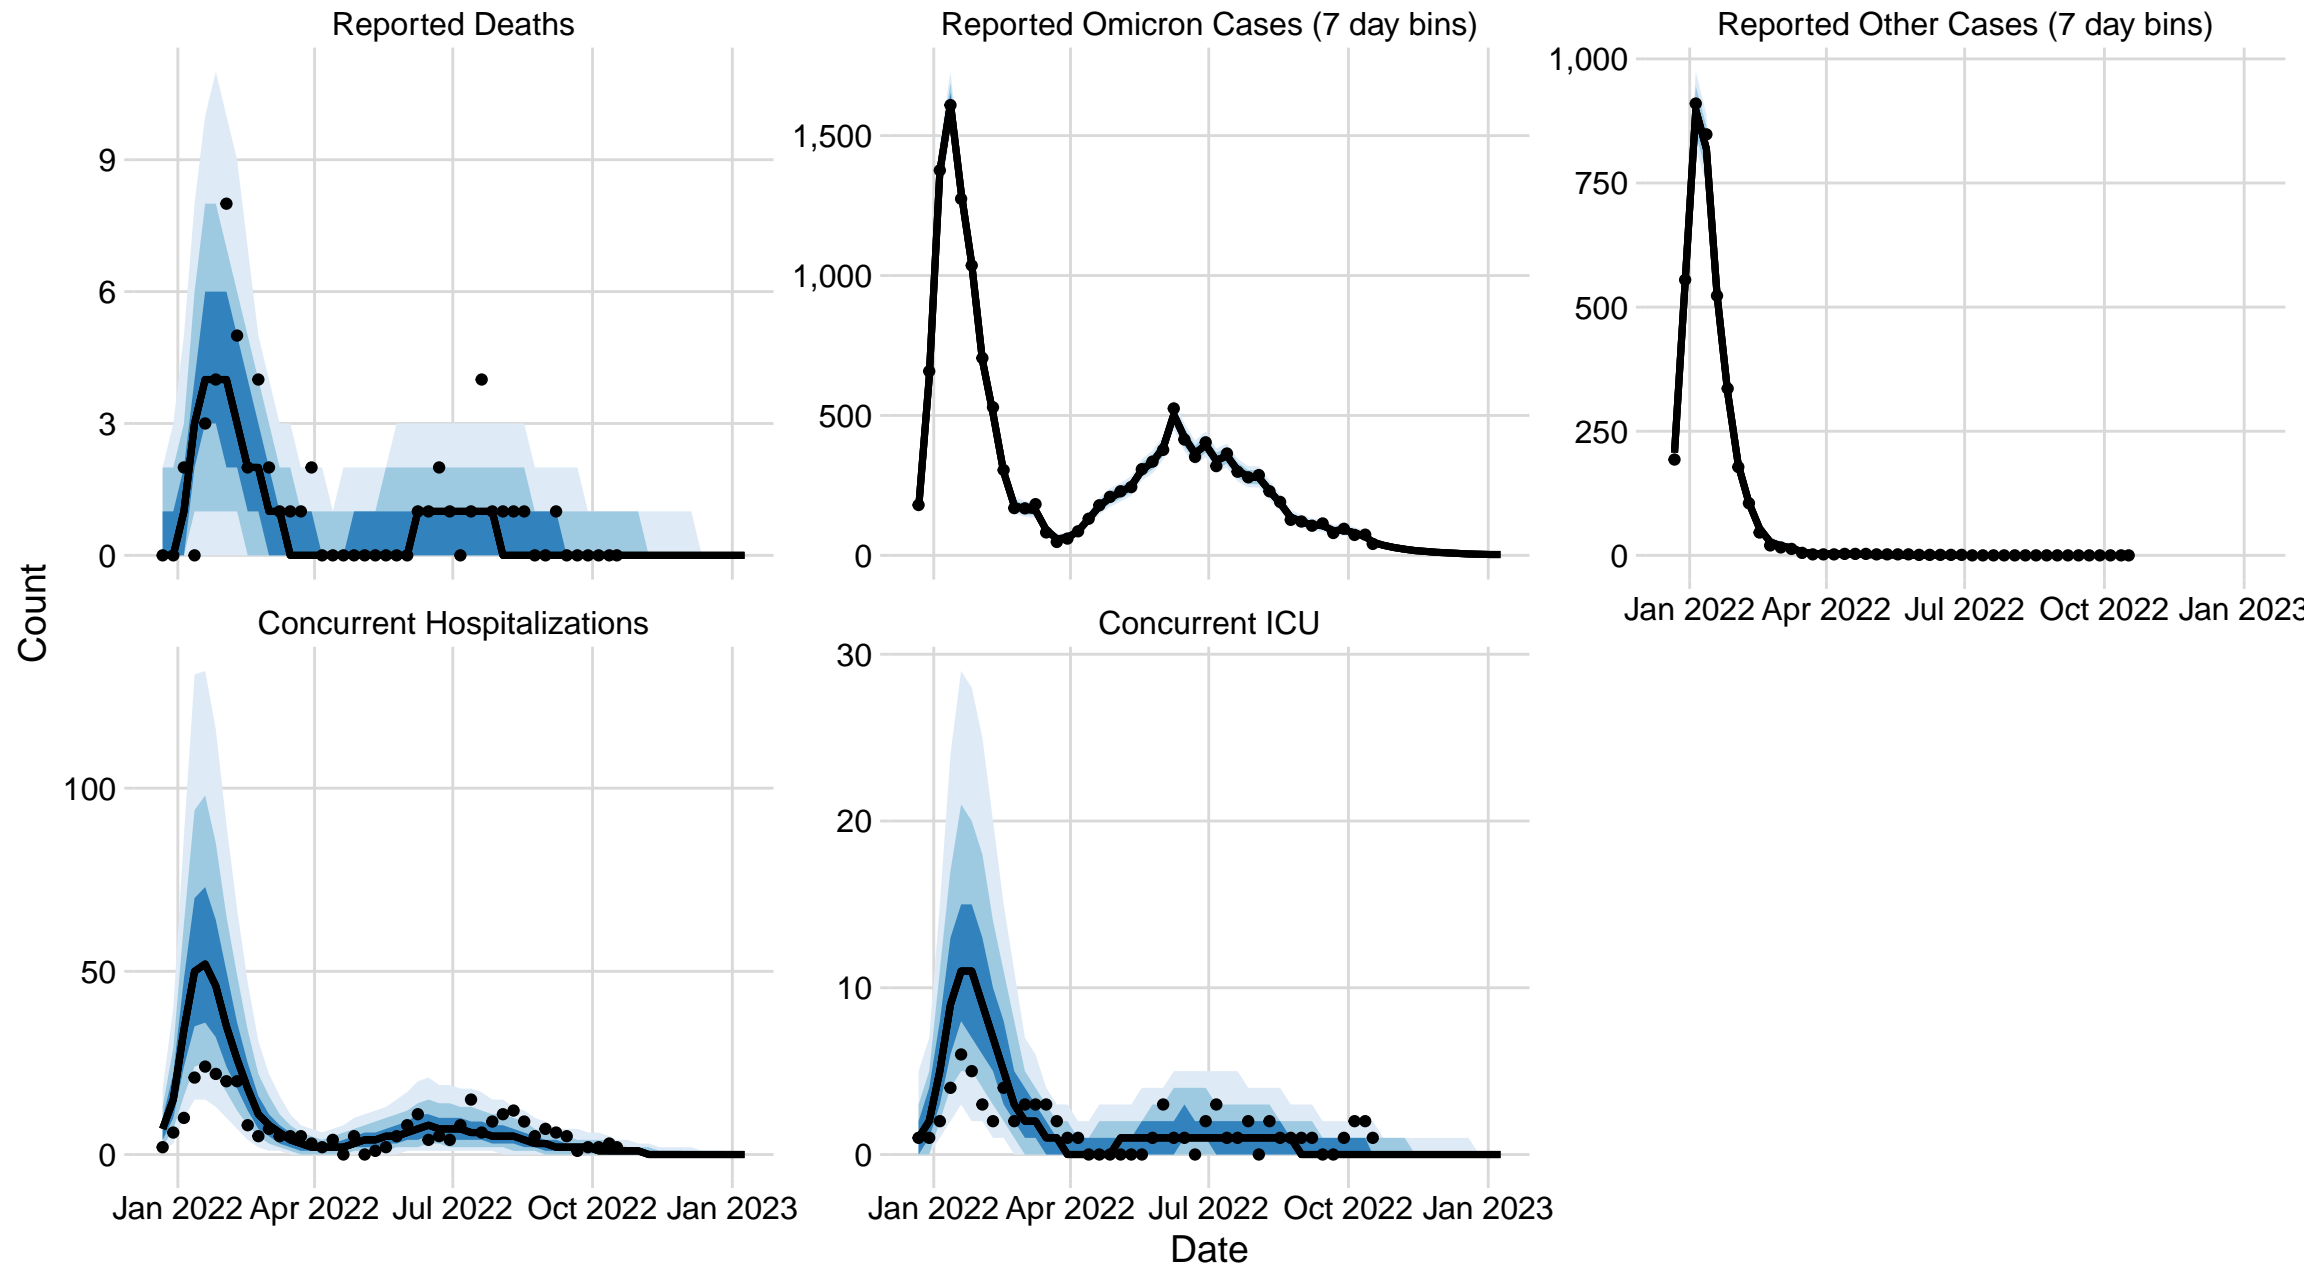 Reported Deaths
Reported Omicron Cases (7 day bins)
Reported Other Cases (7 day bins)
9
6
3
0
1,500
1,000
500
0
1,000
750
500
250
0
Jan 2022 Apr 2022 Jul 2022 Oct 2022 Jan 2023
Count
Concurrent Hospitalizations
Concurrent ICU
100
50
0
30
20
10
0
Jan 2022 Apr 2022 Jul 2022 Oct 2022 Jan 2023
Jan 2022 Apr 2022 Jul 2022 Oct 2022 Jan 2023
Date